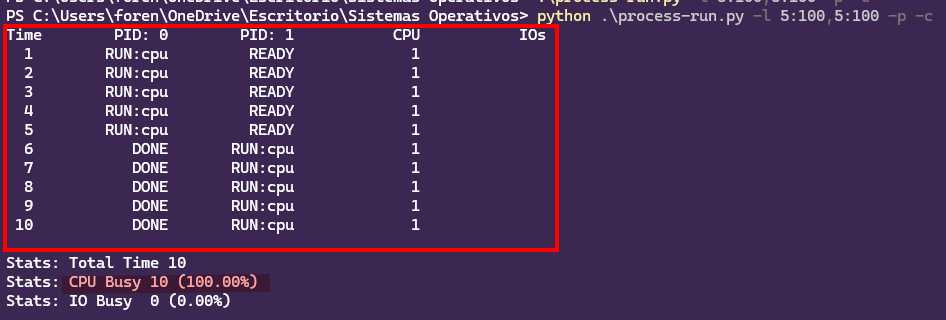 PS C:\Users\foren\OneDrive\Escritorio\Sistemas Operativos> python .\process-run.py -l 5:100,5:100 -p -c
Time PID: 0 PID: 1 CPU IOs
1 RUN:cpu READY 1
2 RUN:cpu READY 1
3 RUN:cpu READY 1
4 RUN:cpu READY 1
5 RUN:cpu READY 1
6 DONE RUN:cpu 1
7 DONE RUN:cpu 1
8 DONE RUN:cpu 1
9 DONE RUN:cpu 1
10 DONE RUN:cpu 1
Stats: Total Time 10
Stats: CPU Busy 10 (100.00%)
Stats: IO Busy 0 (0.00%)